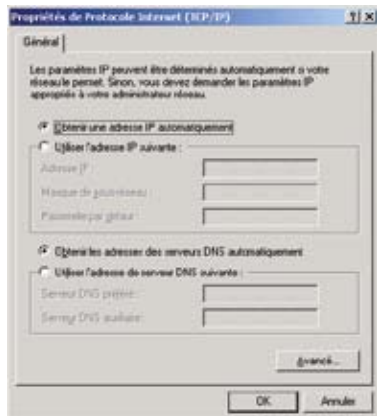 Propriétés de Protocole Internet (TCP/IP)
Général
Les paramètres IP peuvent être déterminés automatiquement si votre
réseau le permet. Sinon, vous devez demander les paramètres IP
appropriés à votre administrateur réseau.
Obtenir une adresse IP automatiquement
Utiliser l'adresse IP suivante :
Adresse IP :
Masque de sous-réseau :
Passerelle par défaut :
Obtenir les adresses des serveurs DNS automatiquement
Utiliser l'adresse de serveur DNS suivante :
Serveur DNS préféré :
Serveur DNS auxiliaire :
Avancé...
OK
Annuler